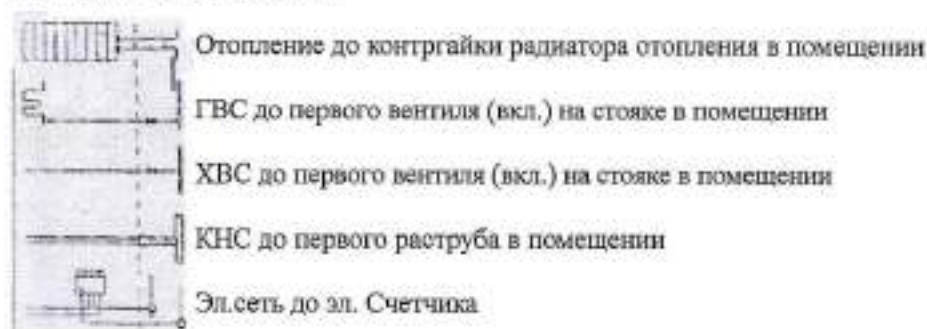 Отопление до контргайки радиатора отопления в помещении
ГВС до первого вентиля (вкл.) на стояке в помещении
ХВС до первого вентиля (вкл.) на стояке в помещении
КНС до первого раструба в помещении
Эл.сеть до эл. Счетчика